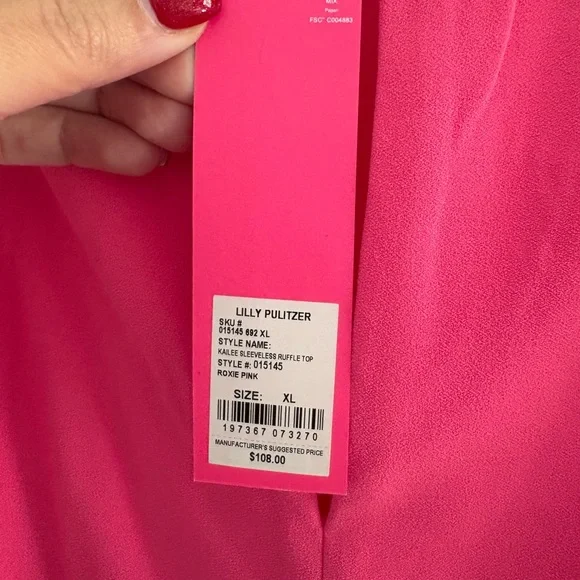 MIX
Paper
FSC® C004883
LILLY PULITZER
SKU #
015145 692 XL
STYLE NAME:
KAILEE SLEEVELESS RUFFLE TOP
STYLE #: 015145
ROXIE PINK
SIZE: XL
197367 073270
MANUFACTURER'S SUGGESTED PRICE
$108.00